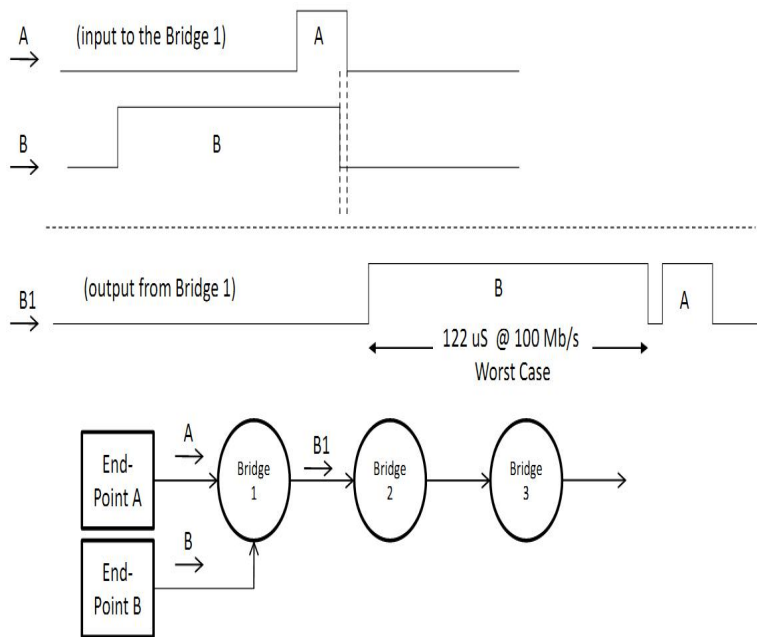 A
(input to the Bridge 1)
A
B
B
B1
(output from Bridge 1)
B
A
122 uS @ 100 Mb/s
Worst Case
End-
Point A
A
Bridge
1
B1
Bridge
2
Bridge
3
End-
Point B
B